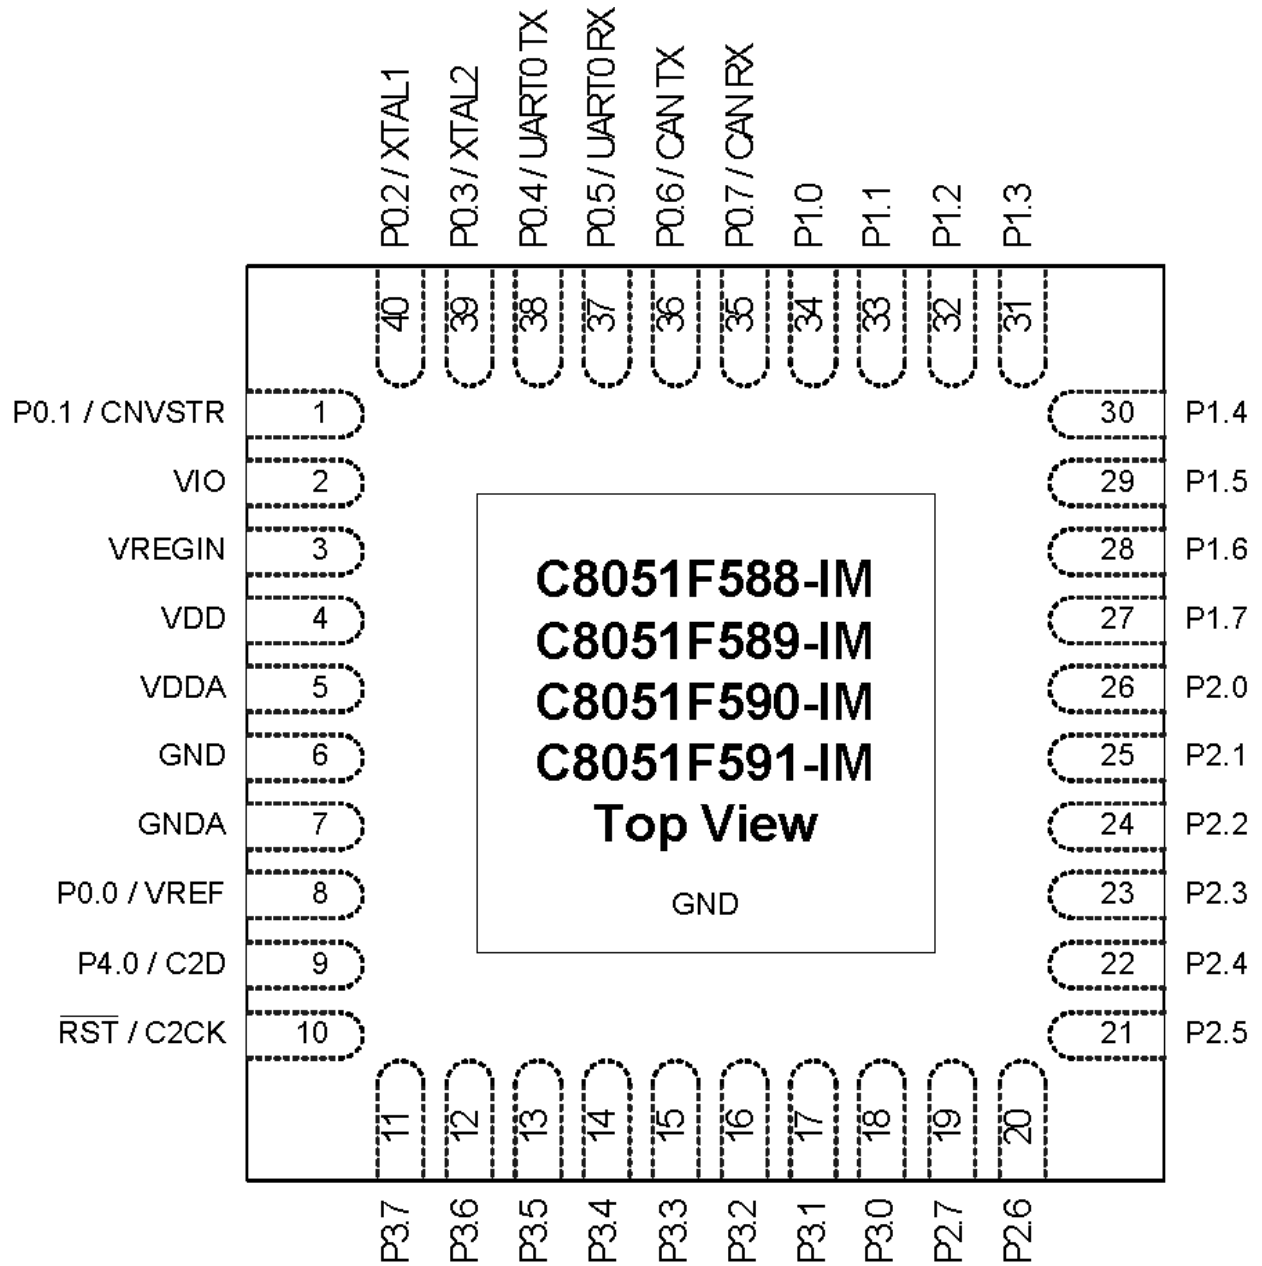 P0.2 / XTAL1
P0.3 / XTAL2
P0.4 / UART0 TX
P0.5 / UART0 RX
P0.6 / CAN TX
P0.7 / CAN RX
P1.0
P1.1
P1.2
P1.3
40
39
38
37
36
35
34
33
32
31
P0.1 / CNVSTR 1
VIO 2
VREGIN 3
VDD 4
VDDA 5
GND 6
GNDA 7
P0.0 / VREF 8
P4.0 / C2D 9
RST / C2CK 10
C8051F588-IM
C8051F589-IM
C8051F590-IM
C8051F591-IM
Top View
GND
30 P1.4
29 P1.5
28 P1.6
27 P1.7
26 P2.0
25 P2.1
24 P2.2
23 P2.3
22 P2.4
21 P2.5
11
12
13
14
15
16
17
18
19
20
P3.7
P3.6
P3.5
P3.4
P3.3
P3.2
P3.1
P3.0
P2.7
P2.6